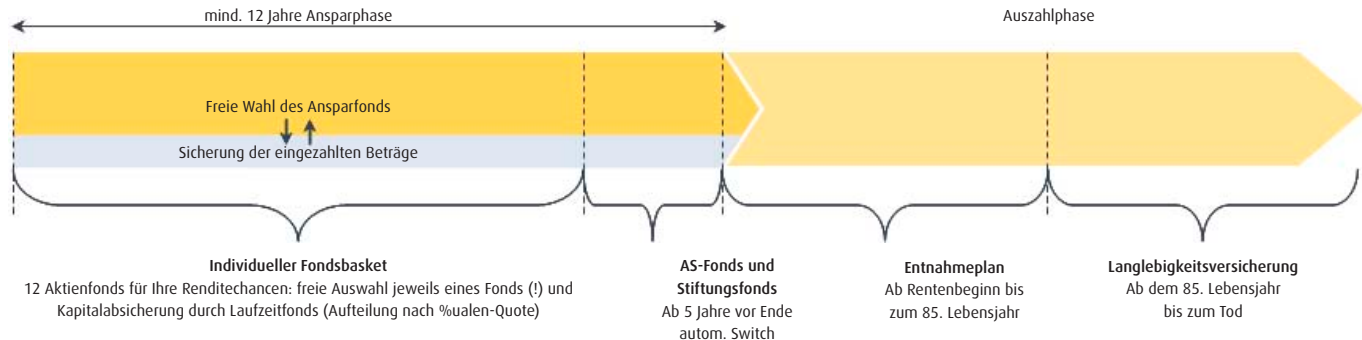 mind. 12 Jahre Ansparphase
Auszahlphase
Freie Wahl des Ansparfonds
Sicherung der eingezahlten Beträge
Individueller Fondsbasket
12 Aktienfonds für Ihre Renditechancen: freie Auswahl jeweils eines Fonds (!) und
Kapitalabsicherung durch Laufzeitfonds (Aufteilung nach %ualen-Quote)
AS-Fonds und
Stiftungsfonds
Ab 5 Jahre vor Ende
autom. Switch
Entnahmeplan
Ab Rentenbeginn bis
zum 85. Lebensjahr
Langlebigkeitsversicherung
Ab dem 85. Lebensjahr
bis zum Tod